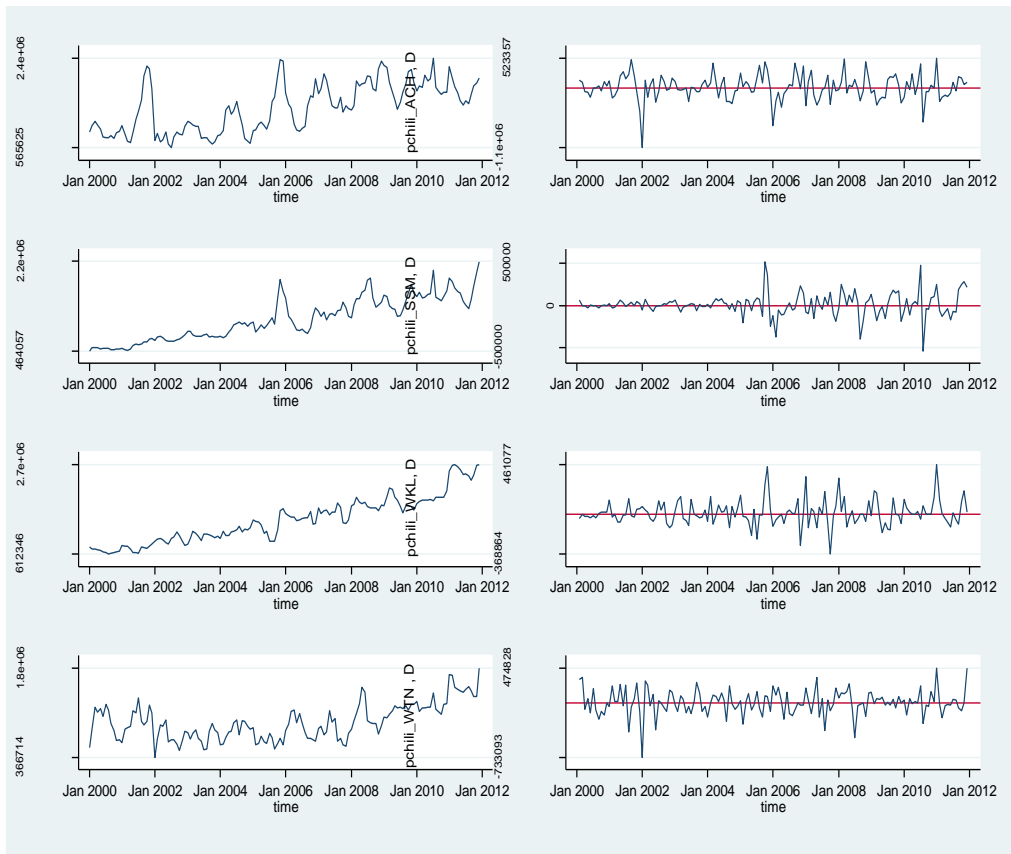 2.4e+06
565625
Jan 2000 Jan 2002 Jan 2004 Jan 2006 Jan 2008 Jan 2010 Jan 2012
time
pchili_ACH, D
523357
-1.1e+06
Jan 2000 Jan 2002 Jan 2004 Jan 2006 Jan 2008 Jan 2010 Jan 2012
time
2.2e+06
464057
Jan 2000 Jan 2002 Jan 2004 Jan 2006 Jan 2008 Jan 2010 Jan 2012
time
pchili_SSM, D
500000
0
-500000
Jan 2000 Jan 2002 Jan 2004 Jan 2006 Jan 2008 Jan 2010 Jan 2012
time
2.7e+06
612346
Jan 2000 Jan 2002 Jan 2004 Jan 2006 Jan 2008 Jan 2010 Jan 2012
time
pchili_WKL, D
461077
-368864
Jan 2000 Jan 2002 Jan 2004 Jan 2006 Jan 2008 Jan 2010 Jan 2012
time
1.8e+06
366714
Jan 2000 Jan 2002 Jan 2004 Jan 2006 Jan 2008 Jan 2010 Jan 2012
time
pchili_WTN, D
474828
-733093
Jan 2000 Jan 2002 Jan 2004 Jan 2006 Jan 2008 Jan 2010 Jan 2012
time